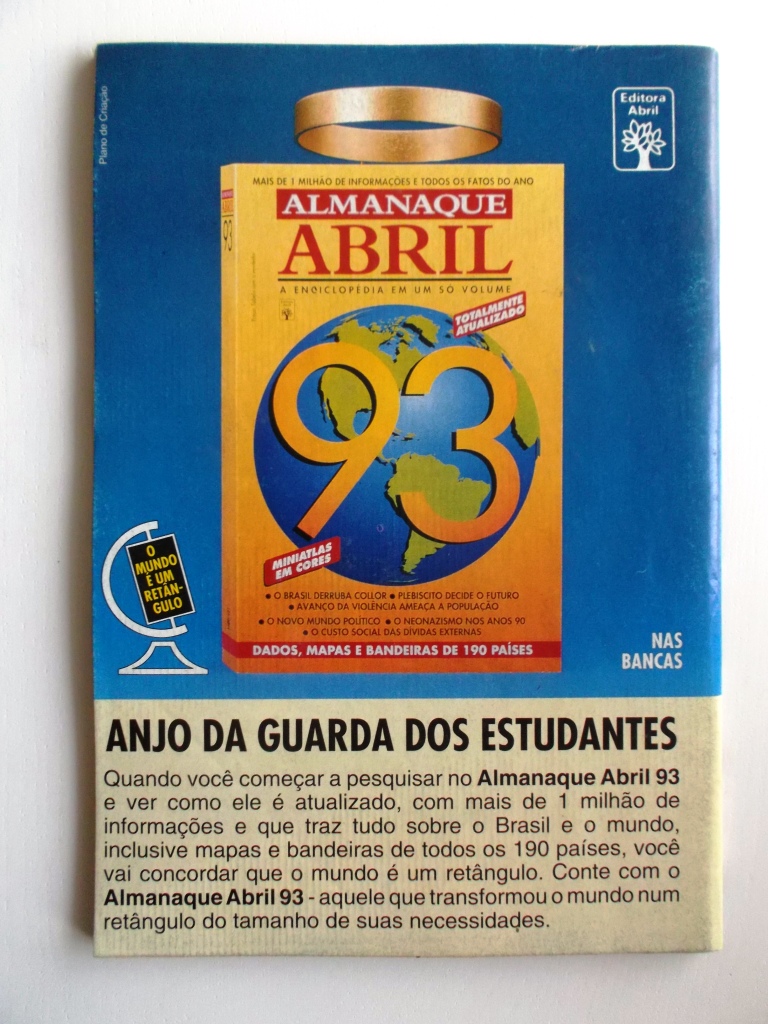 Plano de Criação
Editora
Abril
MAIS DE 1 MILHÃO DE INFORMAÇÕES E TODOS OS FATOS DO ANO
ALMANAQUE
ABRIL
A ENCICLOPÉDIA EM UM SÓ VOLUME
93
TOTALMENTE
ATUALIZADO
93
MINIATLAS
EM CORES
• O BRASIL DERRUBA COLLOR • PLEBISCITO DECIDE O FUTURO
• AVANÇO DA VIOLÊNCIA AMEAÇA A POPULAÇÃO
• O NOVO MUNDO POLÍTICO • O NEONAZISMO NOS ANOS 90
• O CUSTO SOCIAL DAS DÍVIDAS EXTERNAS
DADOS, MAPAS E BANDEIRAS DE 190 PAÍSES
O
MUNDO
É UM
RETÂN-
GULO
NAS
BANCAS
ANJO DA GUARDA DOS ESTUDANTES
Quando você começar a pesquisar no Almanaque Abril 93
e ver como ele é atualizado, com mais de 1 milhão de
informações e que traz tudo sobre o Brasil e o mundo,
inclusive mapas e bandeiras de todos os 190 países, você
vai concordar que o mundo é um retângulo. Conte com o
Almanaque Abril 93 - aquele que transformou o mundo num
retângulo do tamanho de suas necessidades.